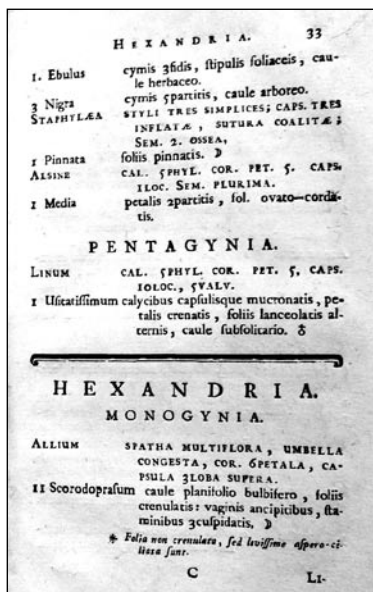 HEXANDRIA. 33
1. Ebulus cymis 3fidis, ſtipulis foliaceis, cau-
le herbaceo.
3 Nigra cymis 5partitis, caule arboreo.
STAPHYLÆA STYLI TRES SIMPLICES; CAPS. TRES
INFLATÆ, SUTURA COALITÆ;
SEM. 2. OSSEA,
1 Pinnata foliis pinnatis. ☽
ALSINE CAL. 5PHYL. COR. PET. 5. CAPS.
1LOC. SEM. PLURIMA.
1 Media petalis 2partitis, fol. ovato-corda-
tis.
PENTAGYNIA.
LINUM CAL. 5PHYL. COR. PET. 5, CAPS.
10LOC., 5VALV.
1 Uſitatiſſimum calycibus capſulisque mucronatis, pe-
talis crenatis, foliis lanceolatis al-
ternis, caule ſubſolitario. ♁
HEXANDRIA.
MONOGYNIA.
ALLIUM SPATHA MULTIFLORA, UMBELLA
CONGESTA, COR. 6PETALA, CA-
PSULA 3LOBA SUPERA.
11 Scorodopraſum caule planifolio bulbifero, foliis
crenulatis: vaginis ancipitibus, ſta-
minibus 3cuſpidatis, ☽
* Folia non crenulata, ſed læviſſime aſpero-ci-
liata ſunt.
C LI-